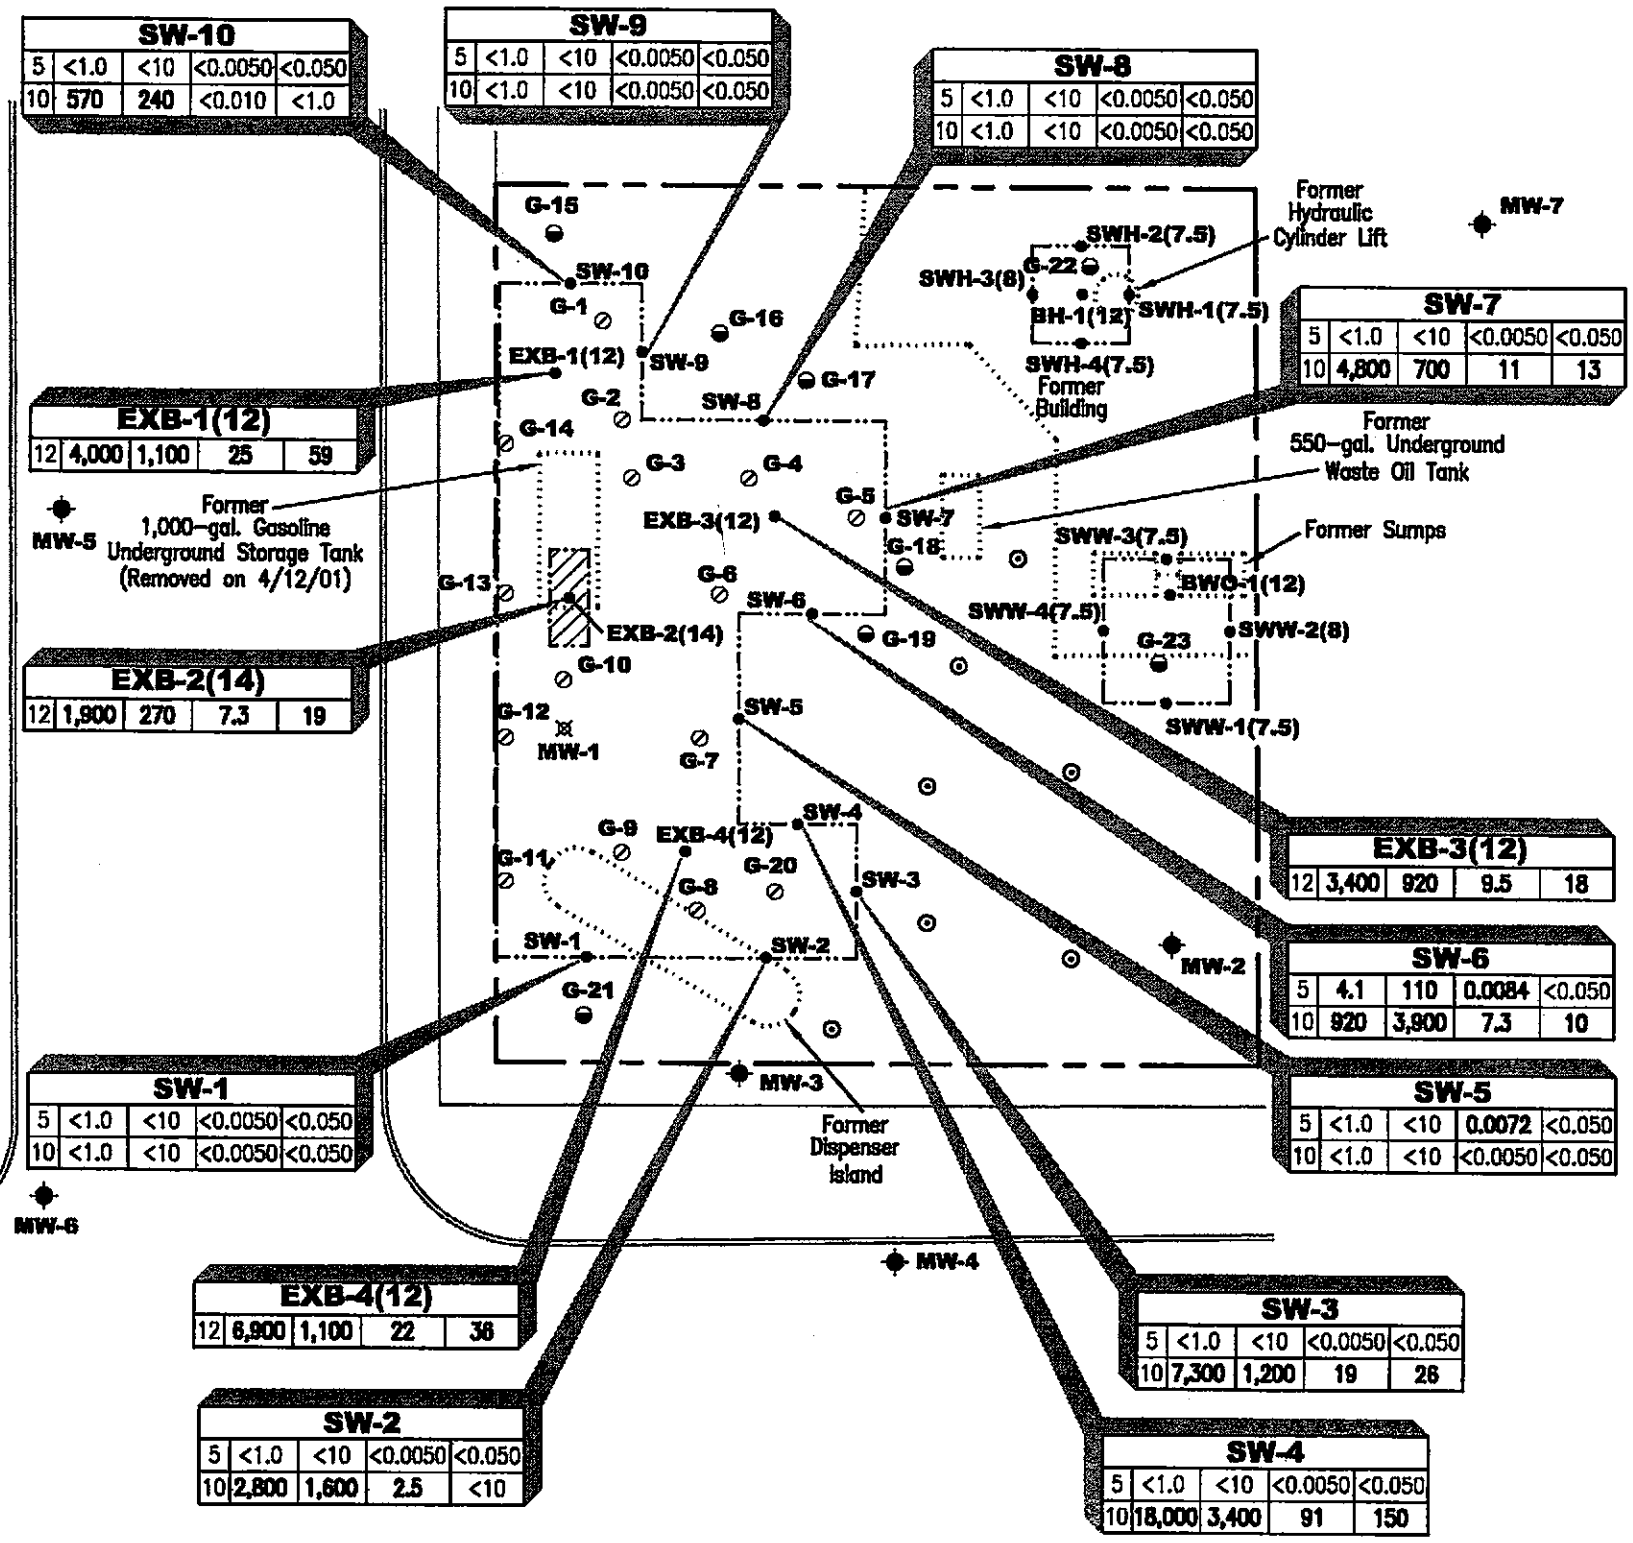 SW-10
5 <1.0 <10 <0.0050 <0.050
10 570 240 <0.010 <1.0
SW-9
5 <1.0 <10 <0.0050 <0.050
10 <1.0 <10 <0.0050 <0.050
SW-8
5 <1.0 <10 <0.0050 <0.050
10 <1.0 <10 <0.0050 <0.050
G-15
Former
Hydraulic
Cylinder Lift
MW-7
SWH-2(7.5)
SW-10
G-22
SWH-3(8)
G-1
G-16
BH-1(12)
SWH-1(7.5)
SW-7
5 <1.0 <10 <0.0050 <0.050
10 4,800 700 11 13
EXB-1(12)
SW-9
SWH-4(7.5)
G-17
Former
Building
G-2
SW-8
EXB-1(12)
12 4,000 1,100 25 59
G-14
Former
550-gal. Underground
Waste Oil Tank
G-3
G-4
G-5
SW-7
EXB-3(12)
MW-5
Former
1,000-gal. Gasoline
Underground Storage Tank
(Removed on 4/12/01)
G-18
SWW-3(7.5)
Former Sumps
G-13
G-6
SW-6
BWO-1(12)
SWW-4(7.5)
EXB-2(14)
G-19
G-23
SWW-2(8)
G-10
EXB-2(14)
12 1,900 270 7.3 19
G-12
MW-1
SW-5
G-7
SWW-1(7.5)
SW-4
G-9
EXB-4(12)
G-11
G-20
G-8
SW-3
EXB-3(12)
12 3,400 920 9.5 18
SW-1
SW-2
MW-2
SW-6
5 4.1 110 0.0084 <0.050
10 920 3,900 7.3 10
G-21
MW-3
SW-1
5 <1.0 <10 <0.0050 <0.050
10 <1.0 <10 <0.0050 <0.050
SW-5
5 <1.0 <10 0.0072 <0.050
10 <1.0 <10 <0.0050 <0.050
Former
Dispenser
Island
MW-6
MW-4
EXB-4(12)
12 6,900 1,100 22 36
SW-3
5 <1.0 <10 <0.0050 <0.050
10 7,300 1,200 19 26
SW-2
5 <1.0 <10 <0.0050 <0.050
10 2,800 1,600 2.5 <10
SW-4
5 <1.0 <10 <0.0050 <0.050
10 18,000 3,400 91 150